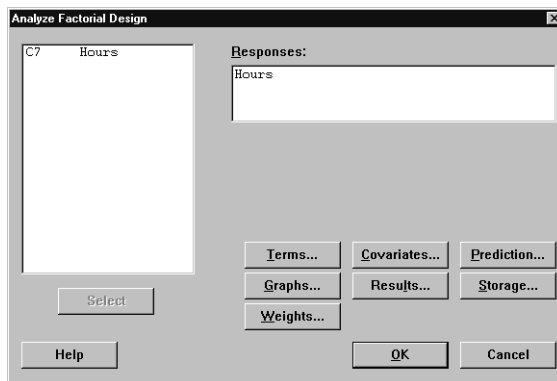 Analyze Factorial Design
C7 Hours
Responses:
Hours
Terms... Covariates... Prediction...
Graphs... Results... Storage...
Select
Weights...
Help OK Cancel